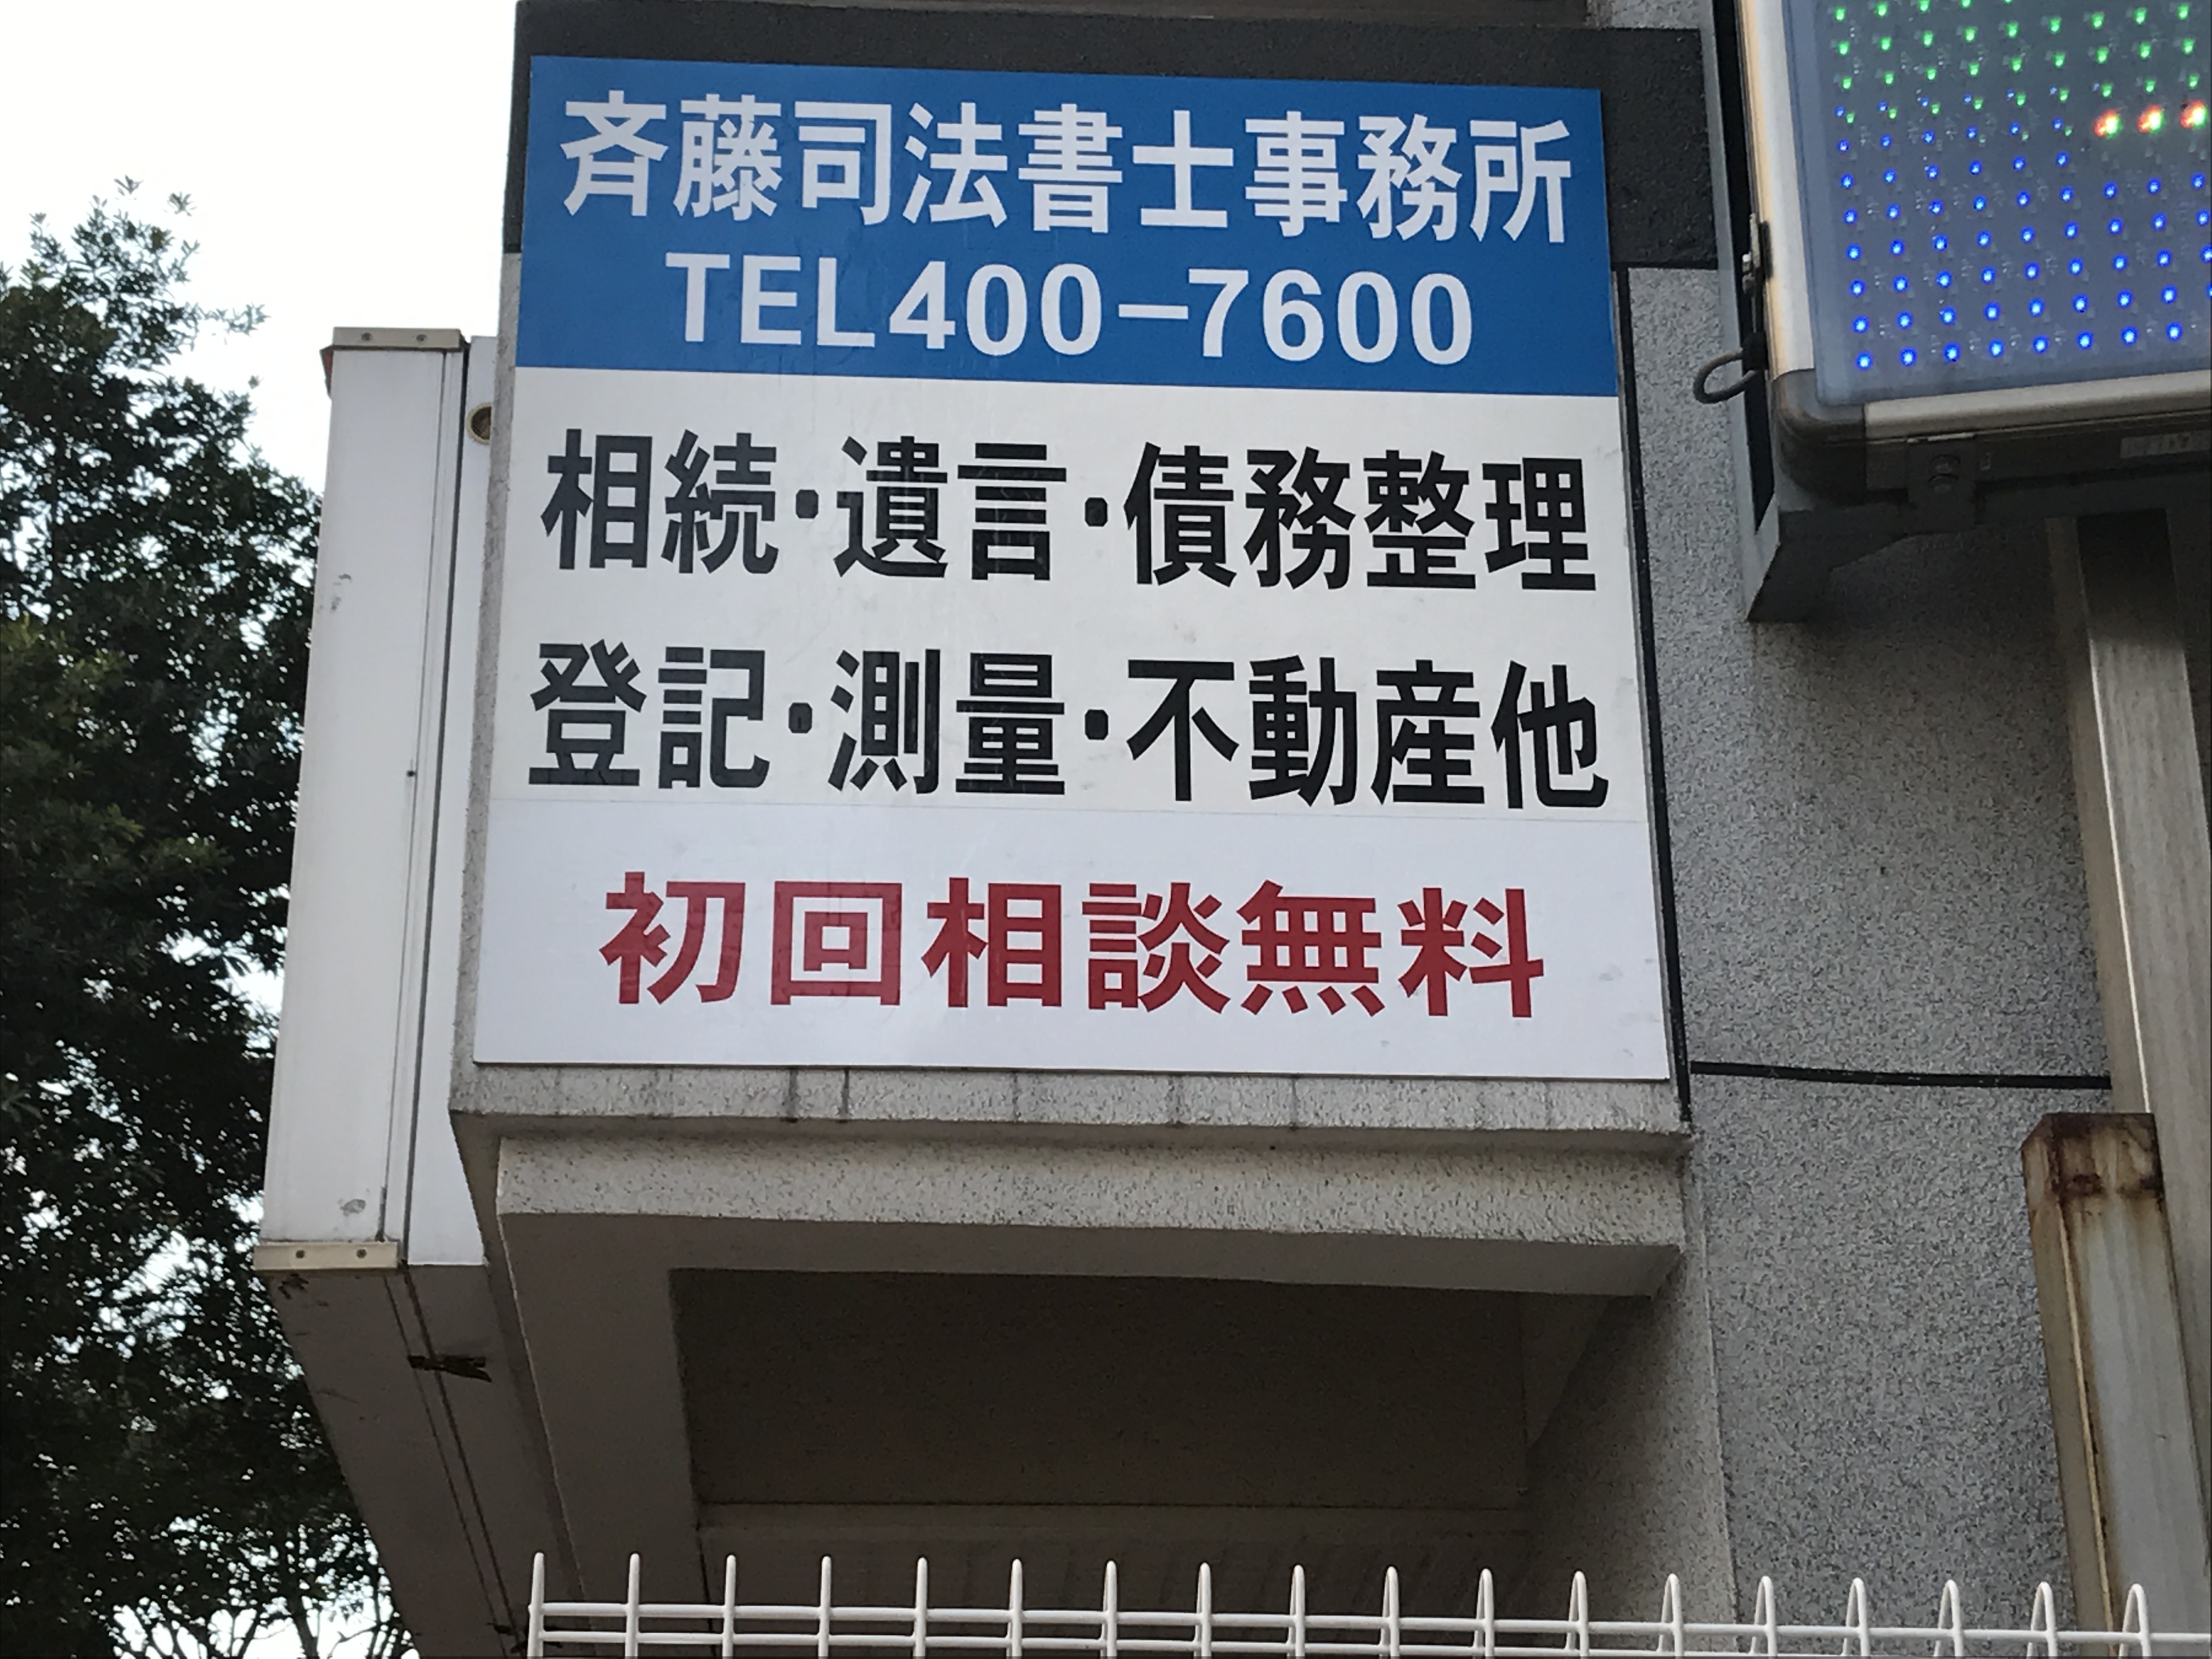 斉藤司法書士事務所
TEL400-7600
相続・遺言・債務整理
登記・測量・不動産他
初回相談無料